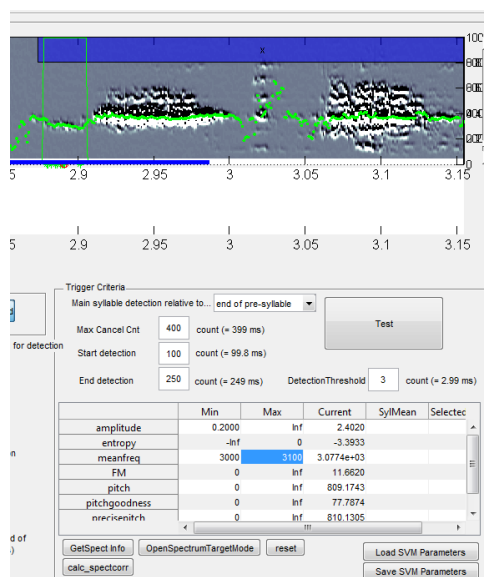 x
100
5 2.9 2.95 3 3.05 3.1 3.15
5 2.9 2.95 3 3.05 3.1 3.15
Trigger Criteria
Main syllable detection relative to... end of pre-syllable
Max Cancel Cnt 400 count (= 399 ms)
Test
for detection
Start detection 100 count (= 99.8 ms)
End detection 250 count (= 249 ms) DetectionThreshold 3 count (= 2.99 ms)
Min Max Current SylMean Selected
amplitude 0.2000 Inf 2.4020
entropy -Inf 0 -3.3933
meanfreq 3000 3100 3.0774e+03
FM 0 Inf 11.6620
pitch 0 Inf 809.1743
pitchgoodness 0 Inf 77.7874
precisepitch 0 Inf 810.1305
d of
GetSpect Info OpenSpectrumTargetMode reset Load SVM Parameters
calc_spectcorr Save SVM Parameters